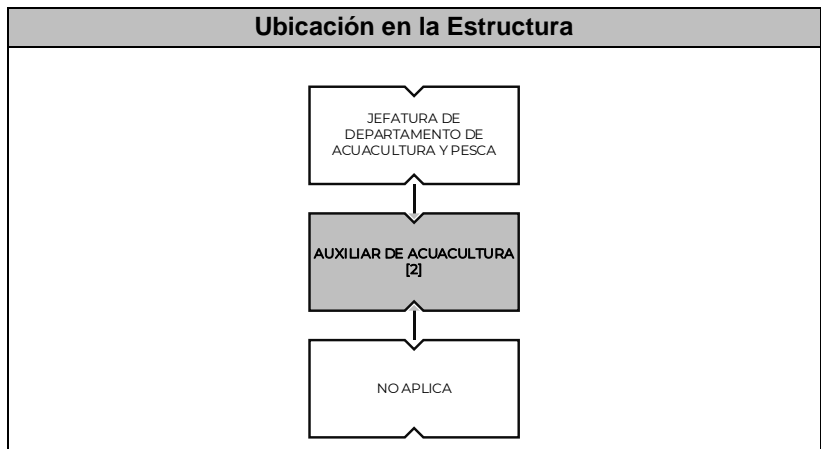 Ubicación en la Estructura
JEFATURA DE
DEPARTAMENTO DE
ACUACULTURA Y PESCA
AUXILIAR DE ACUACULTURA
[2]
NO APLICA